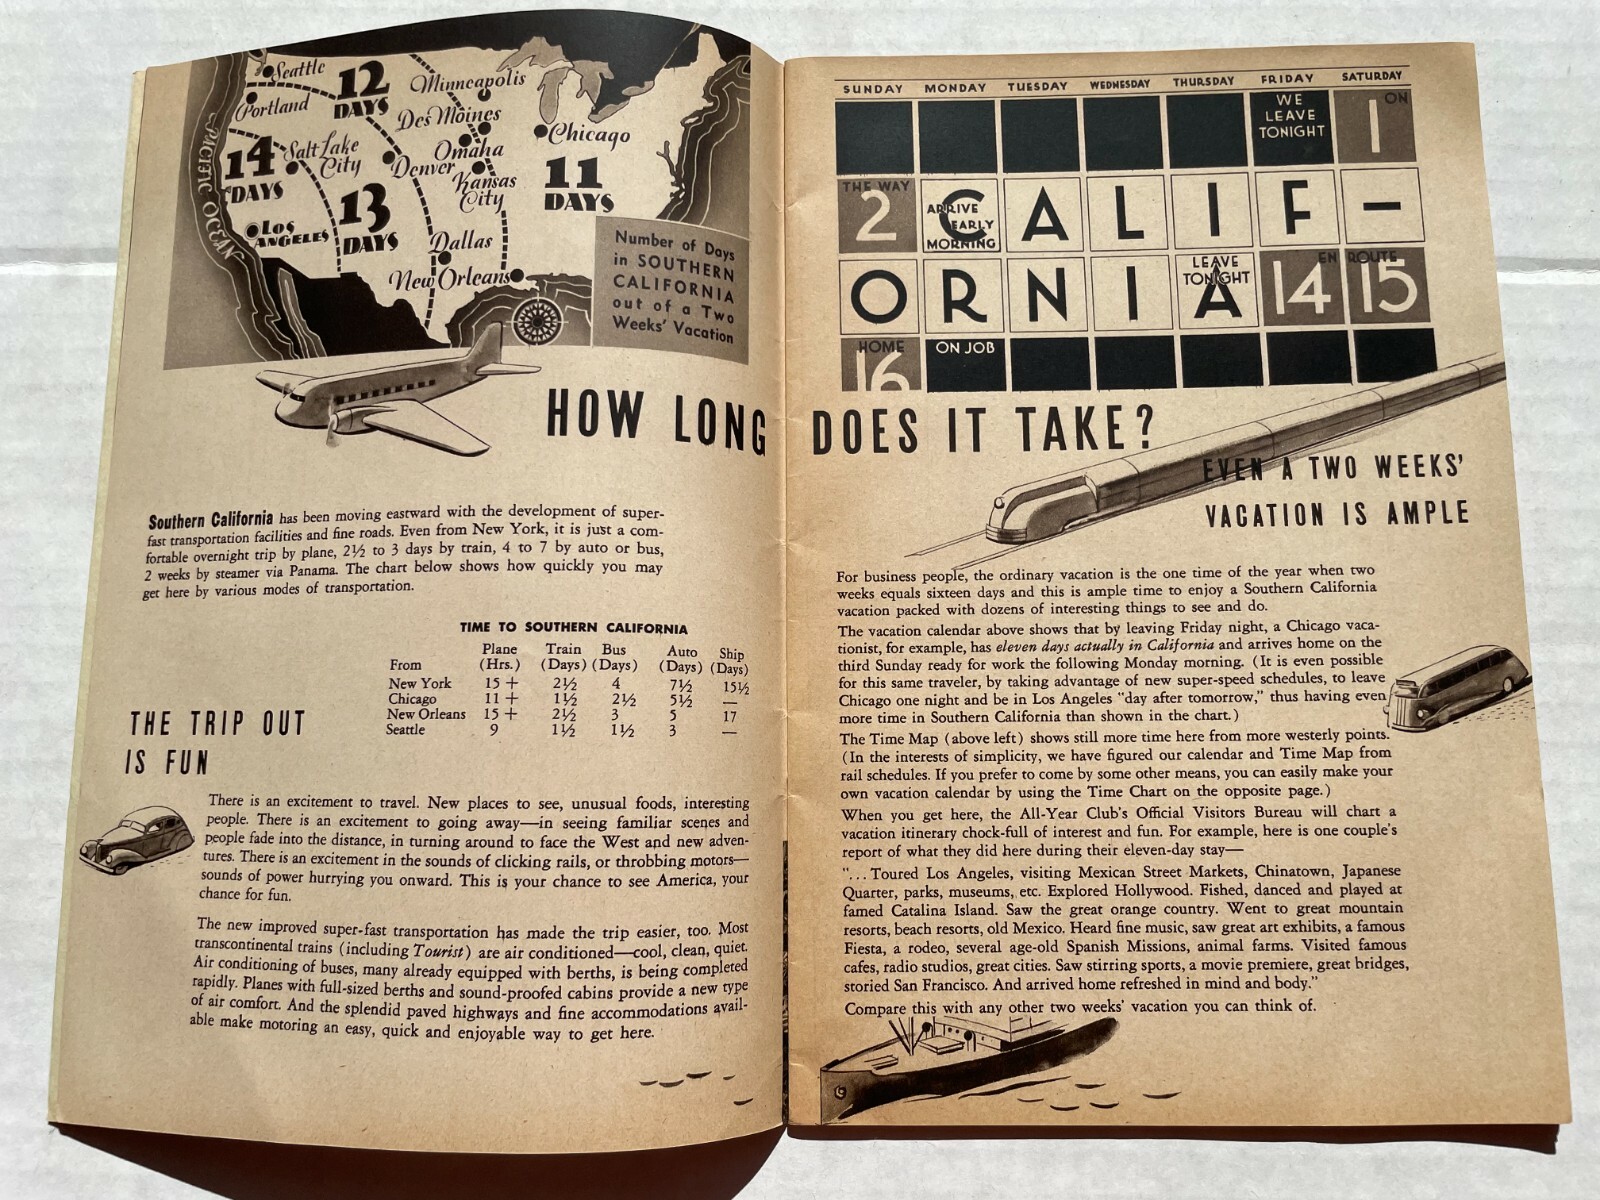 Seattle
Portland
12
DAYS
Minneapolis
Des Moines
Chicago
14
DAYS
Salt Lake
City
Omaha
Denver
Kansas
City
11
DAYS
13
DAYS
Los
ANGELES
Dallas
New Orleans
PACIFIC OCEAN
Number of Days
in SOUTHERN
CALIFORNIA
out of a Two
Weeks' Vacation
HOW LONG DOES IT TAKE?
Southern California has been moving eastward with the development of super-
fast transportation facilities and fine roads. Even from New York, it is just a com-
fortable overnight trip by plane, 2½ to 3 days by train, 4 to 7 by auto or bus,
2 weeks by steamer via Panama. The chart below shows how quickly you may
get here by various modes of transportation.
TIME TO SOUTHERN CALIFORNIA
Plane Train Bus Auto Ship
From (Hrs.) (Days) (Days) (Days) (Days)
New York 15 + 2½ 4 7½ 15½
Chicago 11 + 1½ 2½ 5½ —
New Orleans 15 + 2½ 3 5 17
Seattle 9 1½ 1½ 3 —
THE TRIP OUT
IS FUN
There is an excitement to travel. New places to see, unusual foods, interesting
people. There is an excitement to going away—in seeing familiar scenes and
people fade into the distance, in turning around to face the West and new adven-
tures. There is an excitement in the sounds of clicking rails, or throbbing motors—
sounds of power hurrying you onward. This is your chance to see America, your
chance for fun.
The new improved super-fast transportation has made the trip easier, too. Most
transcontinental trains (including Tourist) are air conditioned—cool, clean, quiet.
Air conditioning of buses, many already equipped with berths, is being completed
rapidly. Planes with full-sized berths and sound-proofed cabins provide a new type
of air comfort. And the splendid paved highways and fine accommodations avail-
able make motoring an easy, quick and enjoyable way to get here.
SUNDAY MONDAY TUESDAY WEDNESDAY THURSDAY FRIDAY SATURDAY
WE
LEAVE
TONIGHT
1 ON
THE WAY
2
ARRIVE
EARLY
MORNING
C A L I F -
O R N I A
LEAVE
TONIGHT
EN ROUTE
14 15
HOME
16
ON JOB
EVEN A TWO WEEKS'
VACATION IS AMPLE
For business people, the ordinary vacation is the one time of the year when two
weeks equals sixteen days and this is ample time to enjoy a Southern California
vacation packed with dozens of interesting things to see and do.
The vacation calendar above shows that by leaving Friday night, a Chicago vaca-
tionist, for example, has eleven days actually in California and arrives home on the
third Sunday ready for work the following Monday morning. (It is even possible
for this same traveler, by taking advantage of new super-speed schedules, to leave
Chicago one night and be in Los Angeles "day after tomorrow," thus having even
more time in Southern California than shown in the chart.)
The Time Map (above left) shows still more time here from more westerly points.
(In the interests of simplicity, we have figured our calendar and Time Map from
rail schedules. If you prefer to come by some other means, you can easily make your
own vacation calendar by using the Time Chart on the opposite page.)
When you get here, the All-Year Club's Official Visitors Bureau will chart a
vacation itinerary chock-full of interest and fun. For example, here is one couple's
report of what they did here during their eleven-day stay—
"... Toured Los Angeles, visiting Mexican Street Markets, Chinatown, Japanese
Quarter, parks, museums, etc. Explored Hollywood. Fished, danced and played at
famed Catalina Island. Saw the great orange country. Went to great mountain
resorts, beach resorts, old Mexico. Heard fine music, saw great art exhibits, a famous
Fiesta, a rodeo, several age-old Spanish Missions, animal farms. Visited famous
cafes, radio studios, great cities. Saw stirring sports, a movie premiere, great bridges,
storied San Francisco. And arrived home refreshed in mind and body."
Compare this with any other two weeks' vacation you can think of.